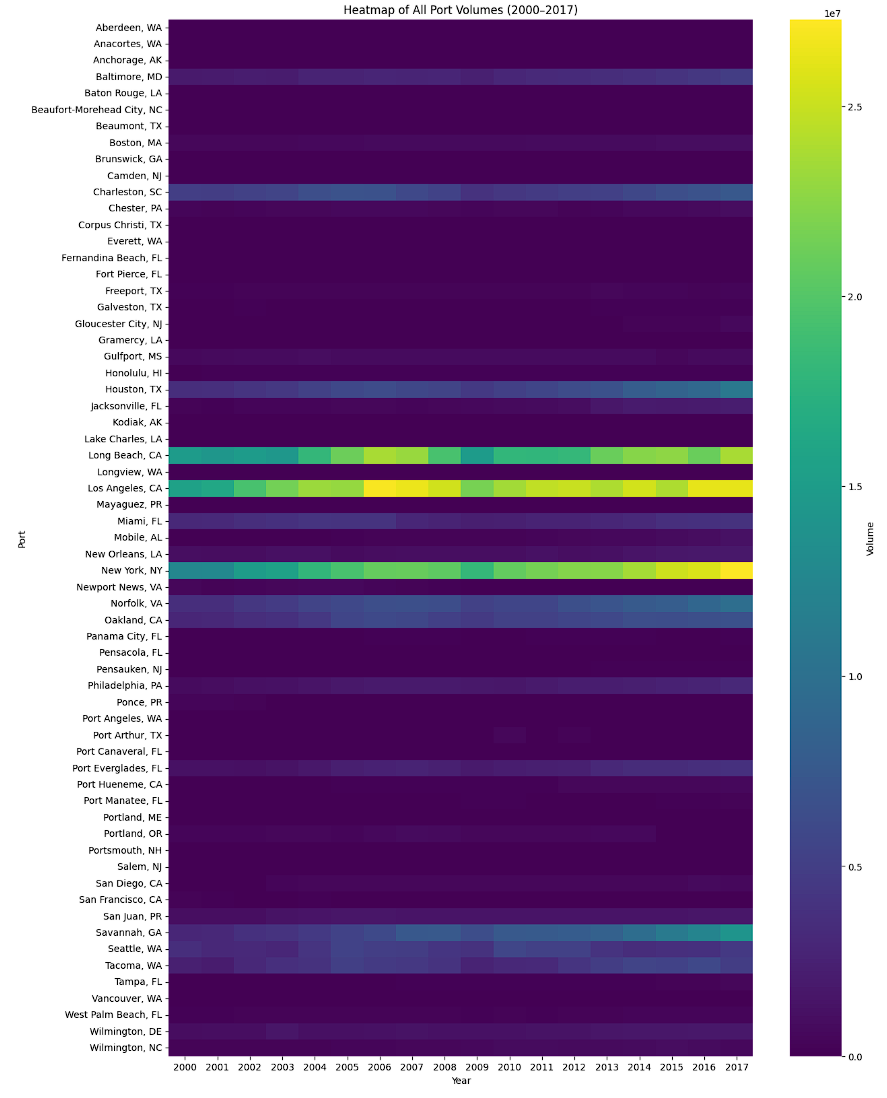 Heatmap of All Port Volumes (2000–2017)
1e7
Aberdeen, WA
Anacortes, WA
Anchorage, AK
Baltimore, MD
Baton Rouge, LA
Beaufort-Morehead City, NC
Beaumont, TX
Boston, MA
Brunswick, GA
Camden, NJ
Charleston, SC
Chester, PA
Corpus Christi, TX
Everett, WA
Fernandina Beach, FL
Fort Pierce, FL
Freeport, TX
Galveston, TX
Gloucester City, NJ
Gramercy, LA
Gulfport, MS
Honolulu, HI
Houston, TX
Jacksonville, FL
Kodiak, AK
Lake Charles, LA
Long Beach, CA
Longview, WA
Los Angeles, CA
Mayaguez, PR
Miami, FL
Mobile, AL
New Orleans, LA
New York, NY
Newport News, VA
Norfolk, VA
Oakland, CA
Panama City, FL
Pensacola, FL
Pensauken, NJ
Philadelphia, PA
Ponce, PR
Port Angeles, WA
Port Arthur, TX
Port Canaveral, FL
Port Everglades, FL
Port Hueneme, CA
Port Manatee, FL
Portland, ME
Portland, OR
Portsmouth, NH
Salem, NJ
San Diego, CA
San Francisco, CA
San Juan, PR
Savannah, GA
Seattle, WA
Tacoma, WA
Tampa, FL
Vancouver, WA
West Palm Beach, FL
Wilmington, DE
Wilmington, NC
Port
2000 2001 2002 2003 2004 2005 2006 2007 2008 2009 2010 2011 2012 2013 2014 2015 2016 2017
Year
2.5
2.0
1.5
1.0
0.5
0.0
Volume